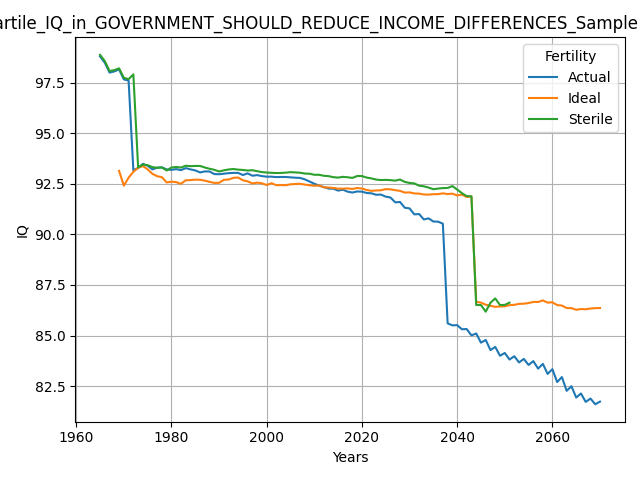 artile_IQ_in_GOVERNMENT_SHOULD_REDUCE_INCOME_DIFFERENCES_Sample
Fertility
Actual
Ideal
Sterile
97.5
95.0
92.5
90.0
87.5
85.0
82.5
IQ
1960
1980
2000
2020
2040
2060
Years